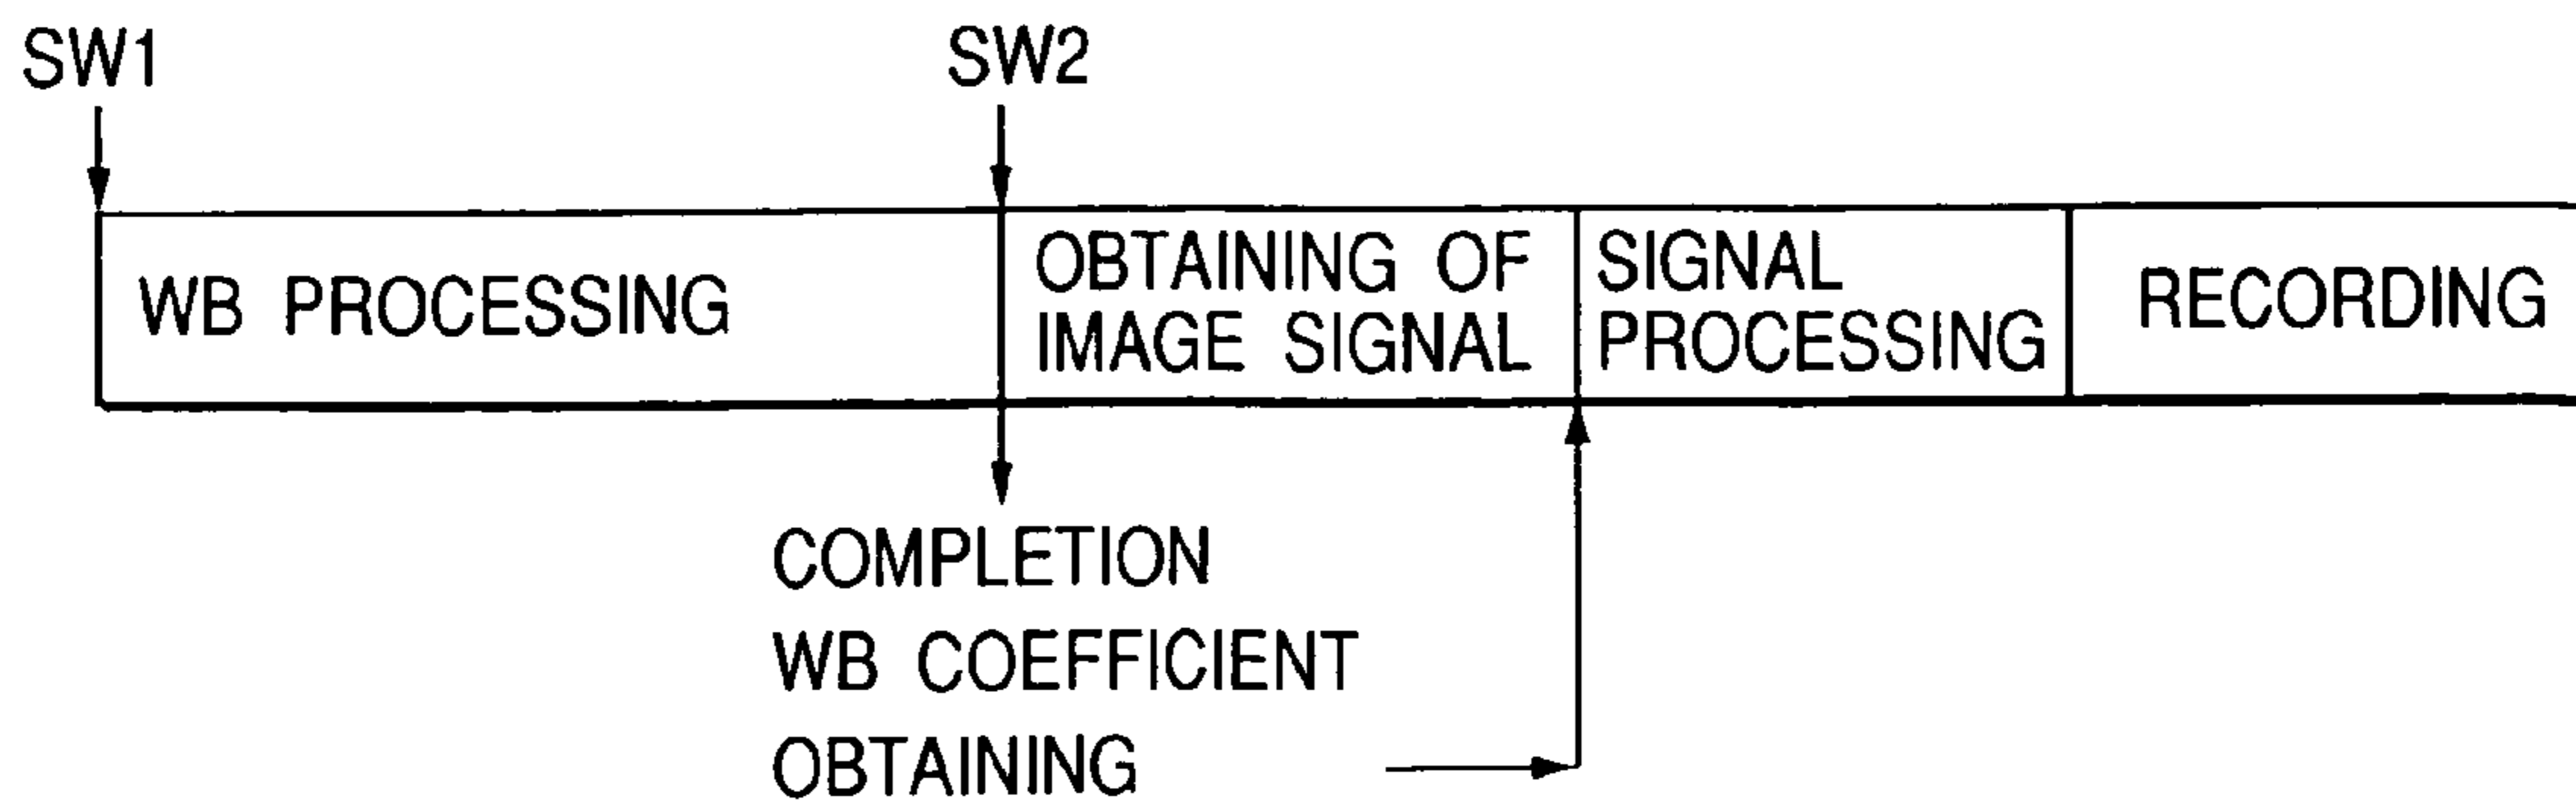 SW1
SW2
WB PROCESSING
OBTAINING OF
IMAGE SIGNAL
SIGNAL
PROCESSING
RECORDING
COMPLETION
WB COEFFICIENT
OBTAINING